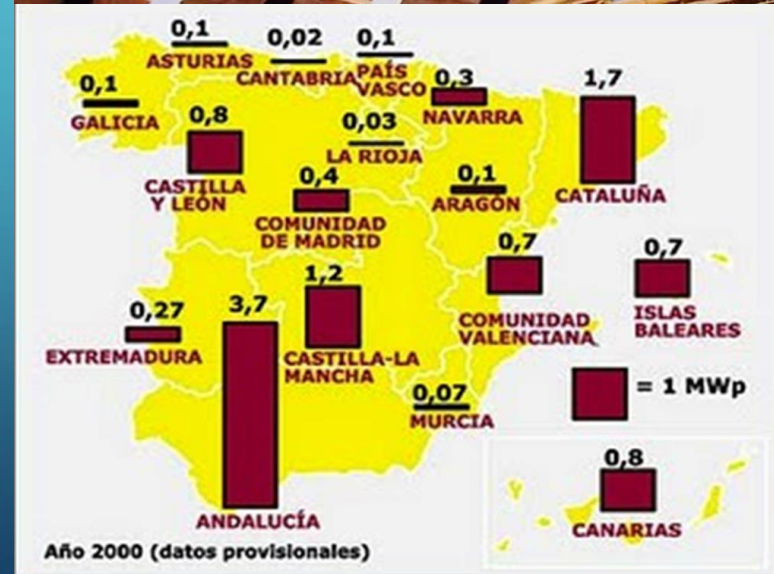 0,1
ASTURIAS
0,02
CANTABRIA
0,1
PAÍS
VASCO
0,1
GALICIA
0,3
NAVARRA
1,7
CATALUÑA
0,8
CASTILLA
Y LEÓN
0,03
LA RIOJA
0,4
COMUNIDAD
DE MADRID
0,1
ARAGÓN
0,7
COMUNIDAD
VALENCIANA
0,7
ISLAS
BALEARES
0,27
EXTREMADURA
3,7
ANDALUCÍA
1,2
CASTILLA-LA
MANCHA
0,07
MURCIA
= 1 MWp
0,8
CANARIAS
Año 2000 (datos provisionales)